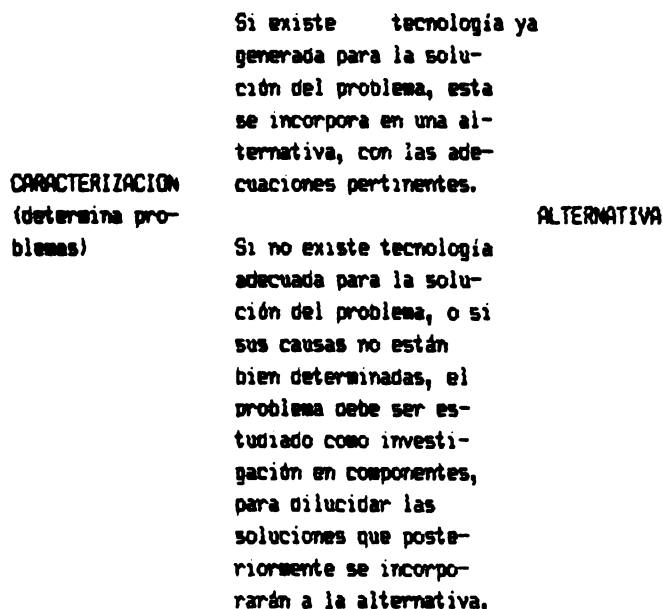 Si existe tecnología ya
generada para la solu-
ción del problema, esta
se incorpora en una al-
ternativa, con las ade-
cuaciones pertinentes.
CARACTERIZACION
(determina pro-
blemas)
ALTERNATIVA
Si no existe tecnología
adecuada para la solu-
ción del problema, o si
sus causas no están
bien determinadas, el
problema debe ser es-
tudiado como investi-
gación en componentes,
para dilucidar las
soluciones que poste-
riormente se incorpo-
rarán a la alternativa.